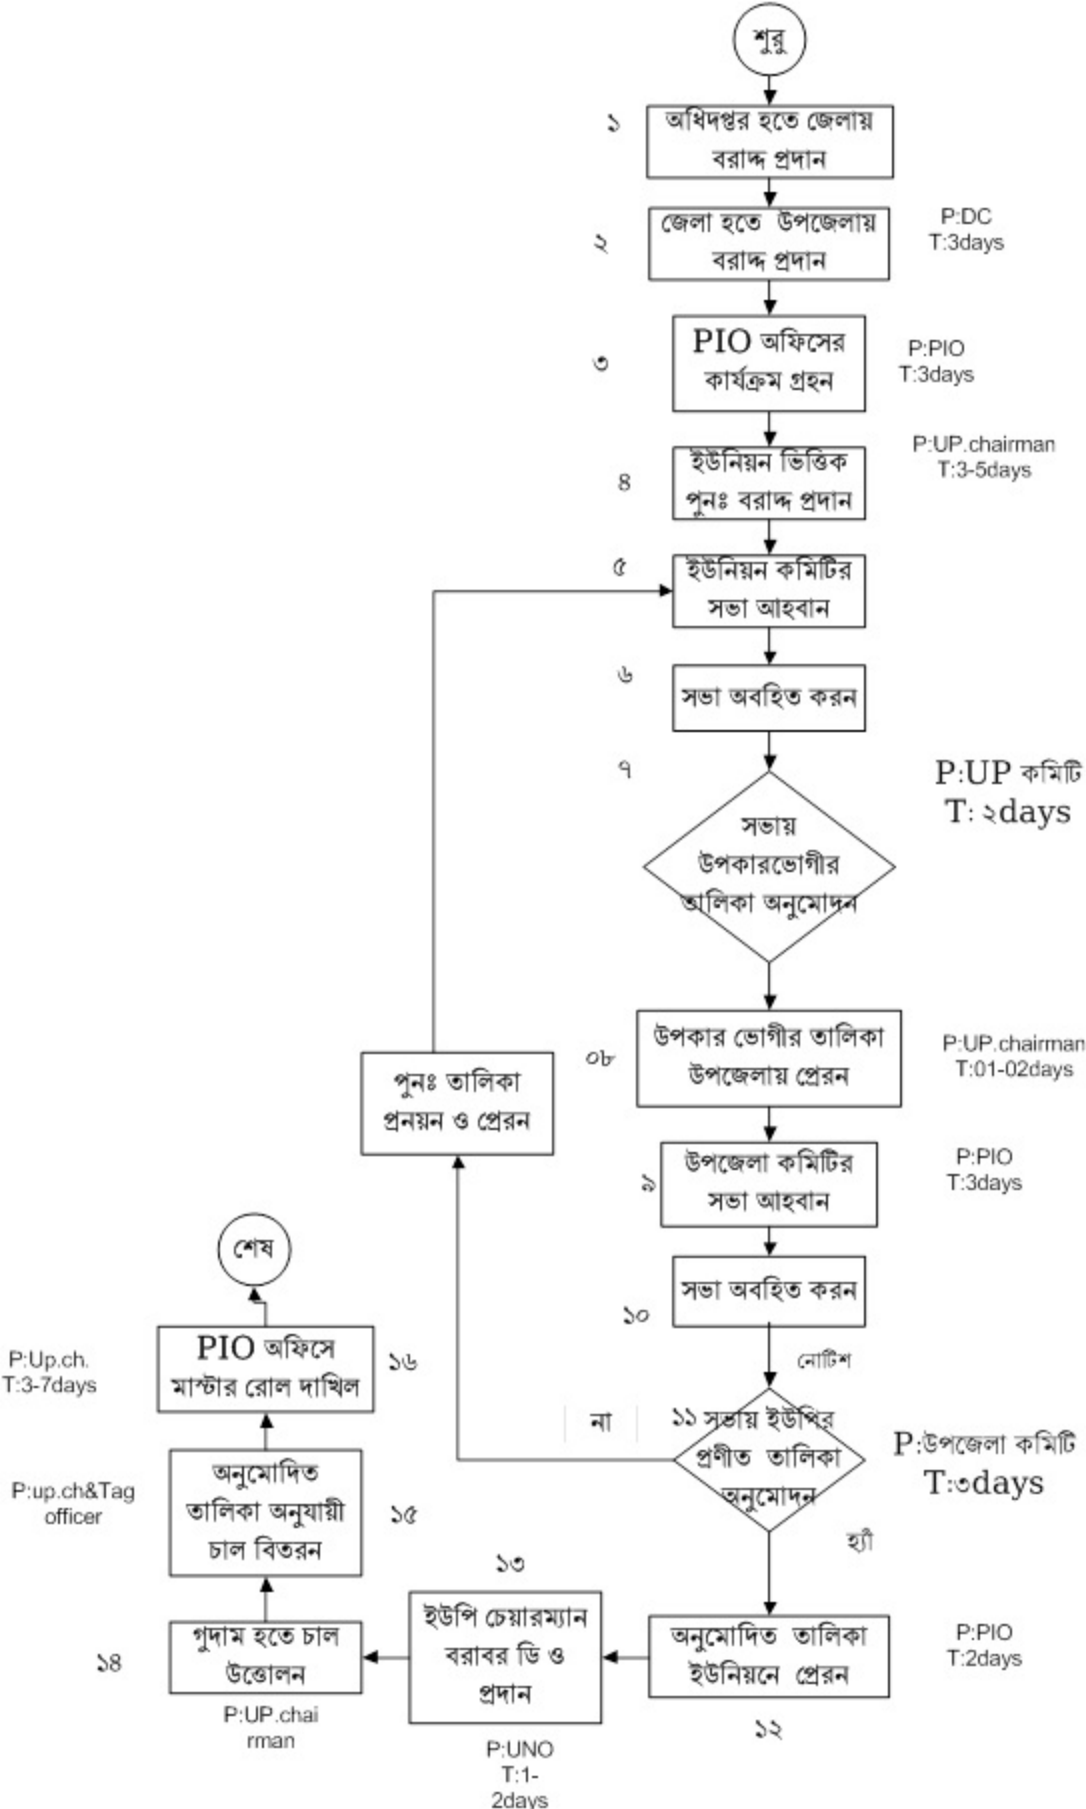 শুরু
১
অধিদপ্তর হতে জেলায়
বরাদ্দ প্রদান
২
জেলা হতে উপজেলায়
বরাদ্দ প্রদান
P:DC
T:3days
৩
PIO অফিসের
কার্যক্রম গ্রহন
P:PIO
T:3days
৪
ইউনিয়ন ভিত্তিক
পুনঃ বরাদ্দ প্রদান
P:UP.chairman
T:3-5days
৫
ইউনিয়ন কমিটির
সভা আহবান
৬
সভা অবহিত করন
৭
সভায়
উপকারভোগীর
তালিকা অনুমোদন
P:UP কমিটি
T: ২days
০৮
উপকার ভোগীর তালিকা
উপজেলায় প্রেরন
P:UP.chairman
T:01-02days
পুনঃ তালিকা
প্রনয়ন ও প্রেরন
৯
উপজেলা কমিটির
সভা আহবান
P:PIO
T:3days
১০
সভা অবহিত করন
নোটিশ
না
১১ সভায় ইউপির
প্রণীত তালিকা
অনুমোদন
P:উপজেলা কমিটি
T:৩days
হ্যাঁ
অনুমোদিত তালিকা
ইউনিয়নে প্রেরন
১২
P:PIO
T:2days
১৩
ইউপি চেয়ারম্যান
বরাবর ডি ও
প্রদান
P:UNO
T:1-
2days
১৪
গুদাম হতে চাল
উত্তোলন
P:UP.chai
rman
১৫
অনুমোদিত
তালিকা অনুযায়ী
চাল বিতরন
P:up.ch&Tag
officer
১৬
PIO অফিসে
মাস্টার রোল দাখিল
P:Up.ch.
T:3-7days
শেষ